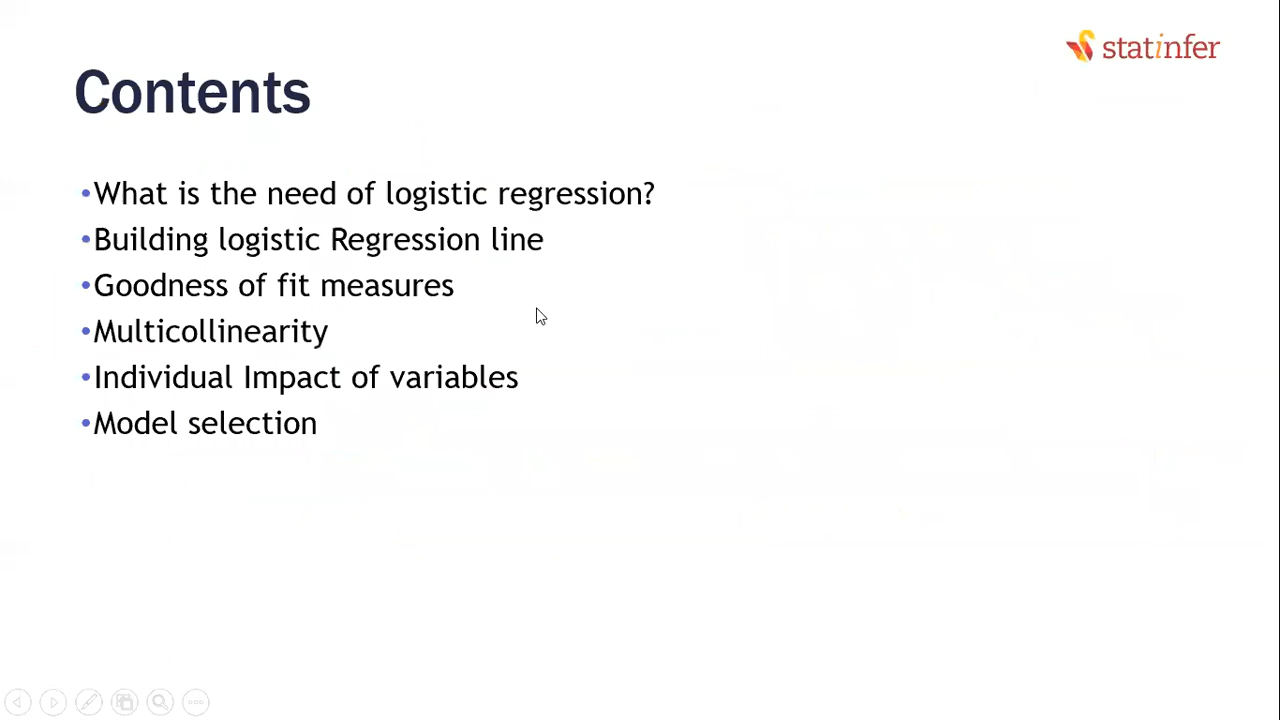 statinfer
Contents
•What is the need of logistic regression?
•Building logistic Regression line
•Goodness of fit measures
•Multicollinearity
•Individual Impact of variables
•Model selection